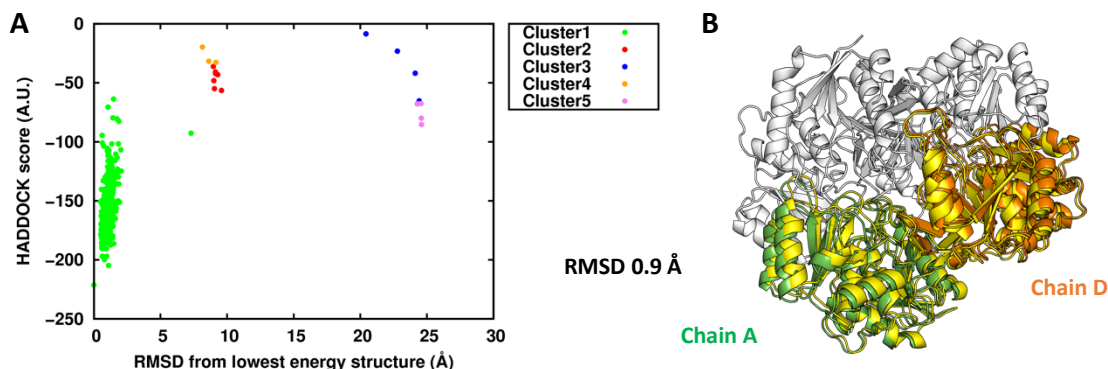 A
HADDOCK score (A.U.)
0
-50
-100
-150
-200
-250
0
5
10
15
20
25
30
RMSD from lowest energy structure (Å)
Cluster1
Cluster2
Cluster3
Cluster4
Cluster5
B
RMSD 0.9 Å
Chain D
Chain A